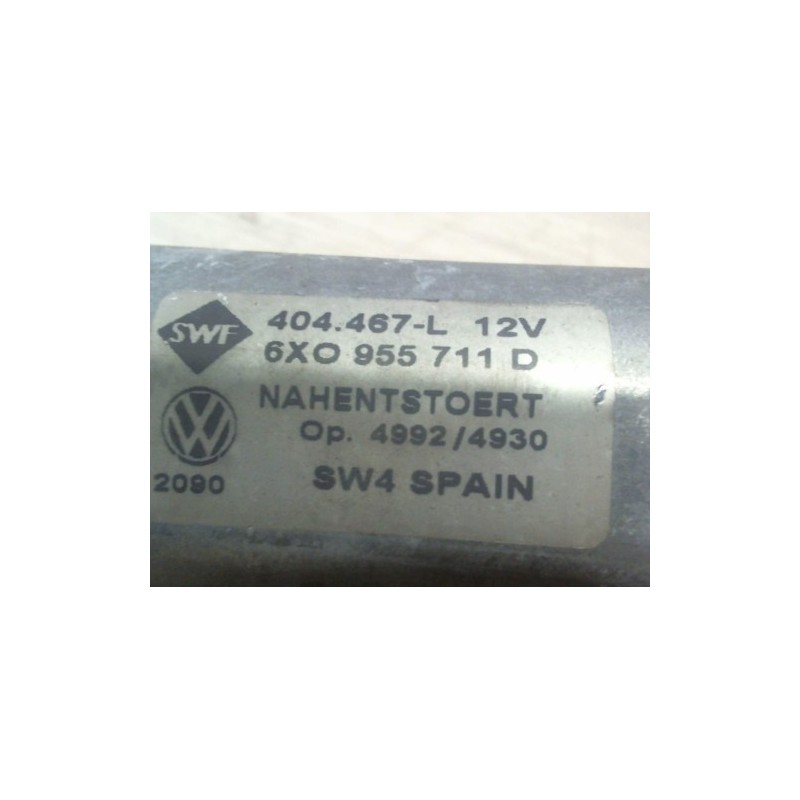 SWF 404.467-L 12V
6XO 955 711 D
NAHENTSTOERT
Op. 4992/4930
2090 SW4 SPAIN